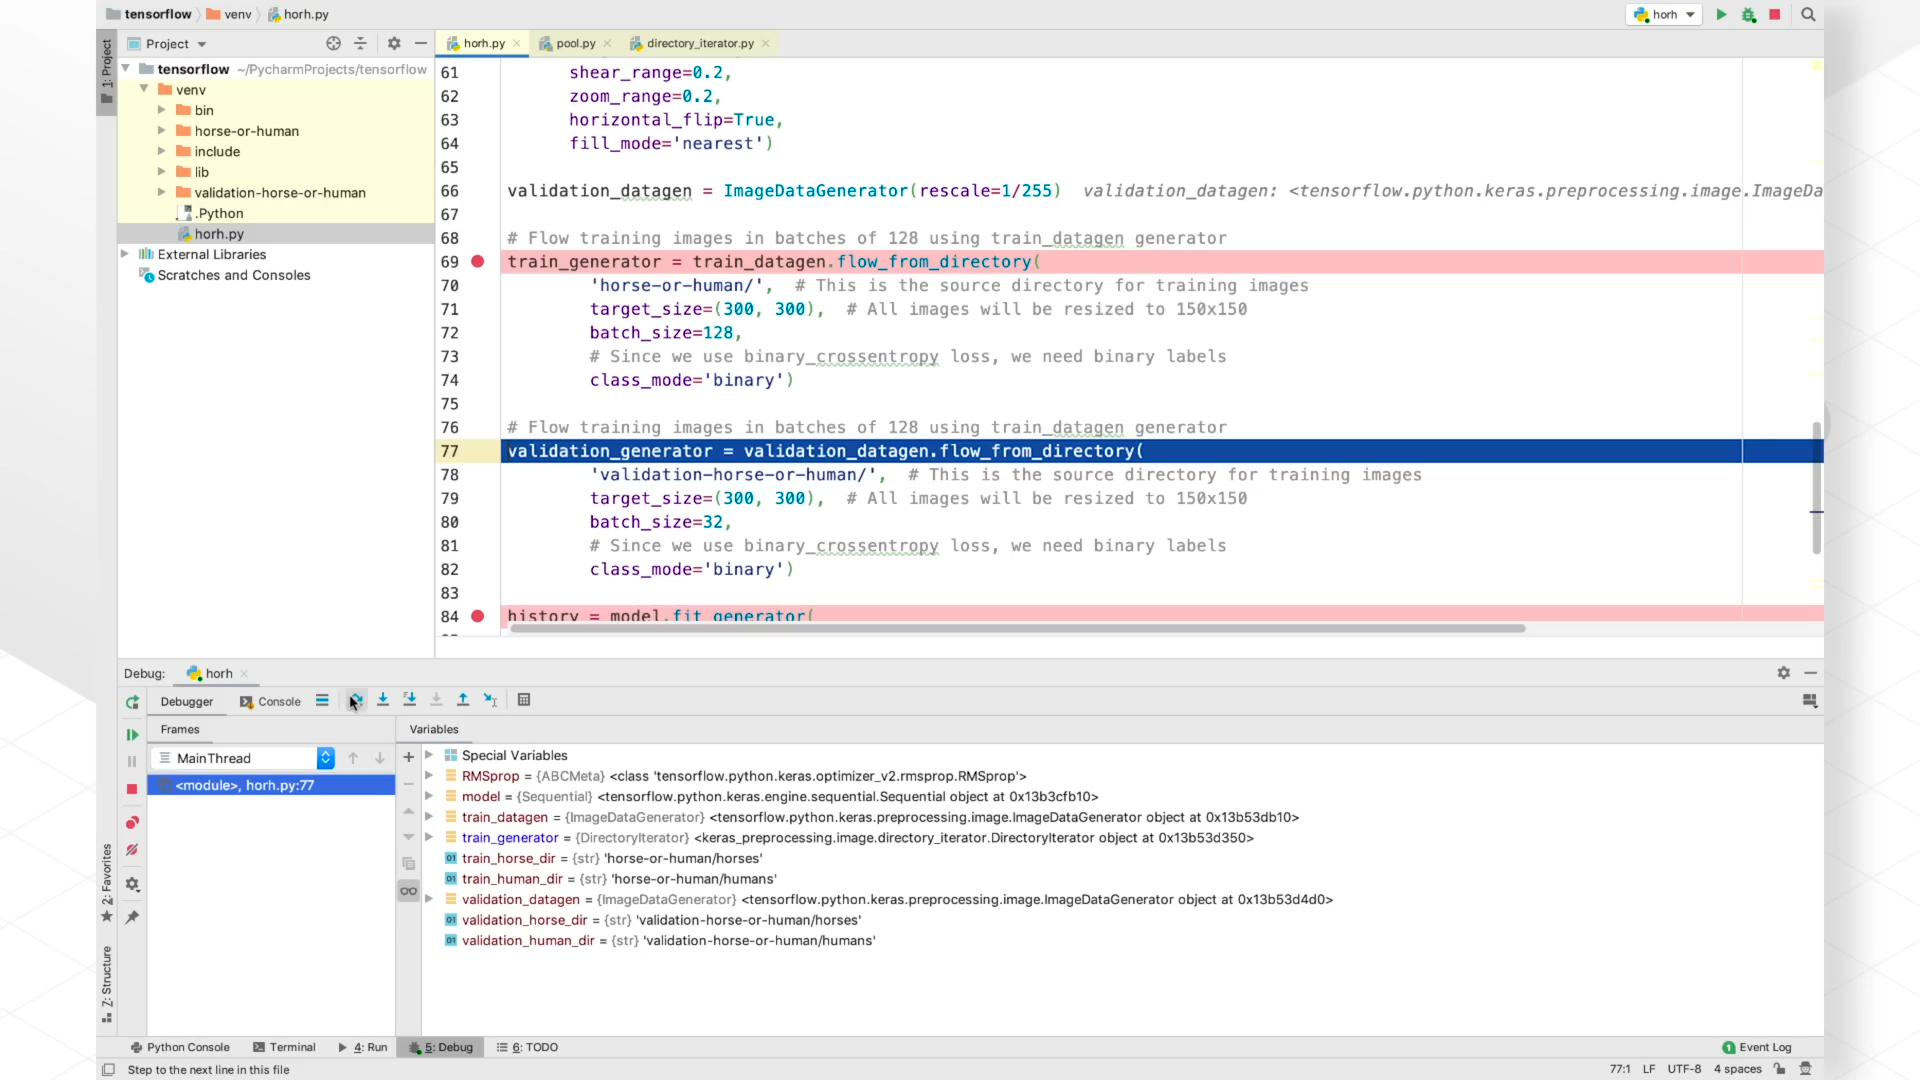 tensorflow venv horh.py
horh
1: Project
Project
tensorflow ~/PycharmProjects/tensorflow
venv
bin
horse-or-human
include
lib
validation-horse-or-human
.Python
horh.py
External Libraries
Scratches and Consoles
horh.py pool.py directory_iterator.py
61 shear_range=0.2,
62 zoom_range=0.2,
63 horizontal_flip=True,
64 fill_mode='nearest')
65
66 validation_datagen = ImageDataGenerator(rescale=1/255) validation_datagen: <tensorflow.python.keras.preprocessing.image.ImageDa
67
68 # Flow training images in batches of 128 using train_datagen generator
69 train_generator = train_datagen.flow_from_directory(
70 'horse-or-human/', # This is the source directory for training images
71 target_size=(300, 300), # All images will be resized to 150x150
72 batch_size=128,
73 # Since we use binary_crossentropy loss, we need binary labels
74 class_mode='binary')
75
76 # Flow training images in batches of 128 using train_datagen generator
77 validation_generator = validation_datagen.flow_from_directory(
78 'validation-horse-or-human/', # This is the source directory for training images
79 target_size=(300, 300), # All images will be resized to 150x150
80 batch_size=32,
81 # Since we use binary_crossentropy loss, we need binary labels
82 class_mode='binary')
83
84 history = model.fit_generator(
Debug: horh
Debugger Console
Frames
MainThread
<module>, horh.py:77
Variables
Special Variables
RMSprop = {ABCMeta} <class 'tensorflow.python.keras.optimizer_v2.rmsprop.RMSprop'>
model = {Sequential} <tensorflow.python.keras.engine.sequential.Sequential object at 0x13b3cfb10>
train_datagen = {ImageDataGenerator} <tensorflow.python.keras.preprocessing.image.ImageDataGenerator object at 0x13b53db10>
train_generator = {DirectoryIterator} <keras_preprocessing.image.directory_iterator.DirectoryIterator object at 0x13b53d350>
train_horse_dir = {str} 'horse-or-human/horses'
train_human_dir = {str} 'horse-or-human/humans'
validation_datagen = {ImageDataGenerator} <tensorflow.python.keras.preprocessing.image.ImageDataGenerator object at 0x13b53d4d0>
validation_horse_dir = {str} 'validation-horse-or-human/horses'
validation_human_dir = {str} 'validation-horse-or-human/humans'
2: Favorites
Z: Structure
Python Console Terminal 4: Run 5: Debug 6: TODO
1 Event Log
Step to the next line in this file
77:1 LF UTF-8 4 spaces